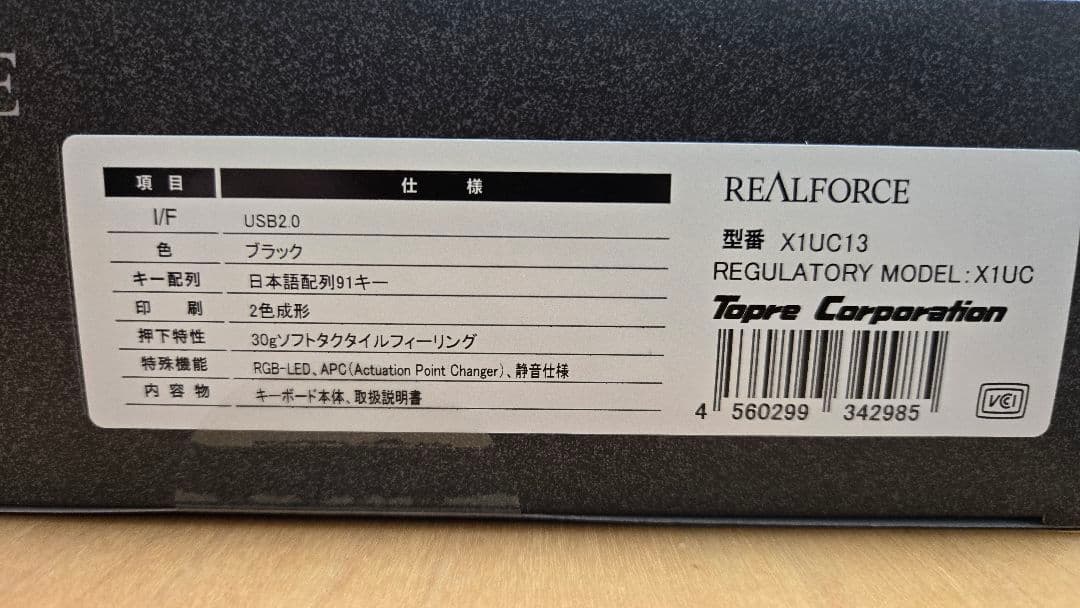 E
項目 仕様
I/F USB2.0
色 ブラック
キー配列 日本語配列91キー
印刷 2色成形
押下特性 30gソフトタクタイルフィーリング
特殊機能 RGB-LED、APC(Actuation Point Changer)、静音仕様
内容物 キーボード本体、取扱説明書
REALFORCE
型番 X1UC13
REGULATORY MODEL:X1UC
Topre Corporation
4 560299 342985
VCCI